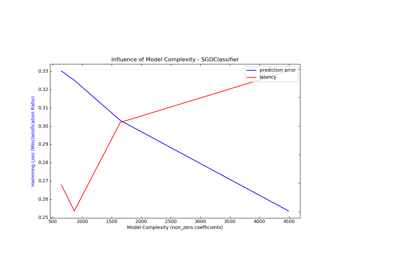 Influence of Model Complexity - SGDClassifier
prediction error
latency
0.33
0.32
0.31
0.30
0.29
0.28
0.27
0.26
0.25
Hamming Loss (Misclassification Ratio)
500 1000 1500 2000 2500 3000 3500 4000 4500
Model Complexity (non_zero coefficients)